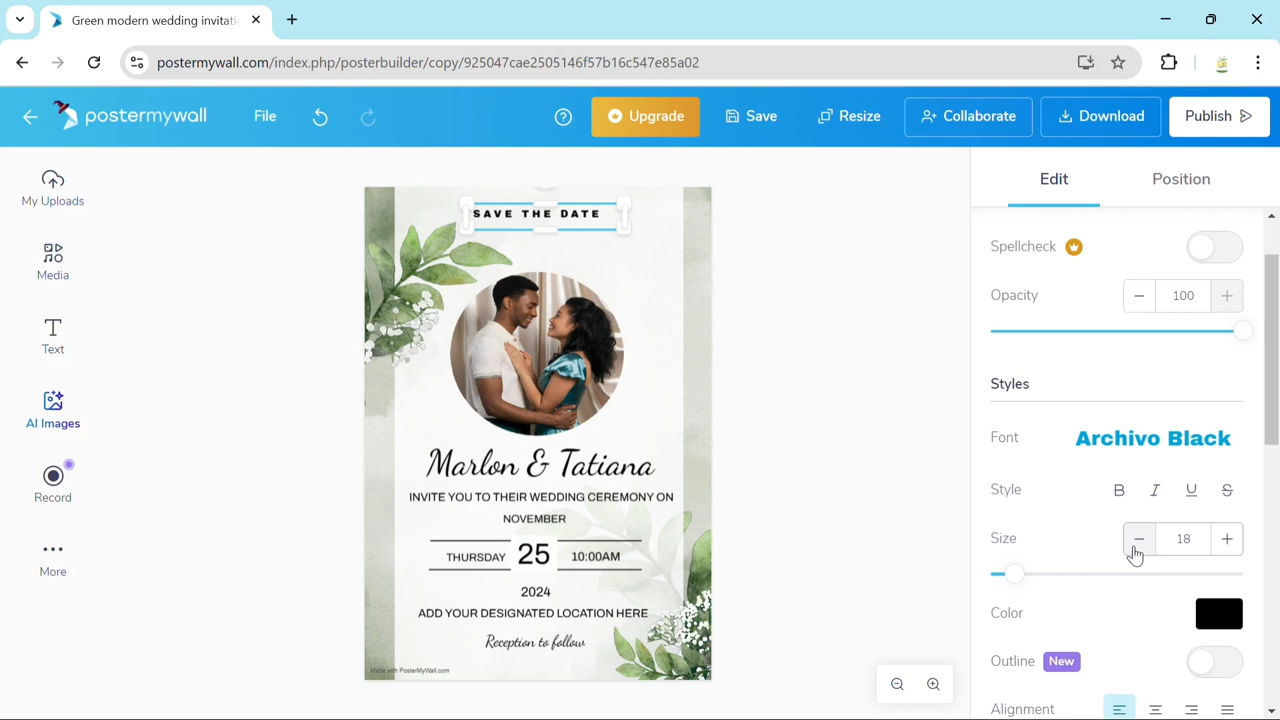 Green modern wedding invitati
postermywall.com/index.php/posterbuilder/copy/925047cae2505146f57b16c547e85a02
postermywall
File
Upgrade
Save
Resize
Collaborate
Download
Publish
My Uploads
Media
Text
AI Images
Record
More
SAVE THE DATE
Marlon & Tatiana
INVITE YOU TO THEIR WEDDING CEREMONY ON
NOVEMBER
THURSDAY 25 10:00AM
2024
ADD YOUR DESIGNATED LOCATION HERE
Reception to follow
Made with PosterMyWall.com
Edit
Position
Spellcheck
Opacity
100
Styles
Font Archivo Black
Style B I U S
Size
18
Color
Outline New
Alignment